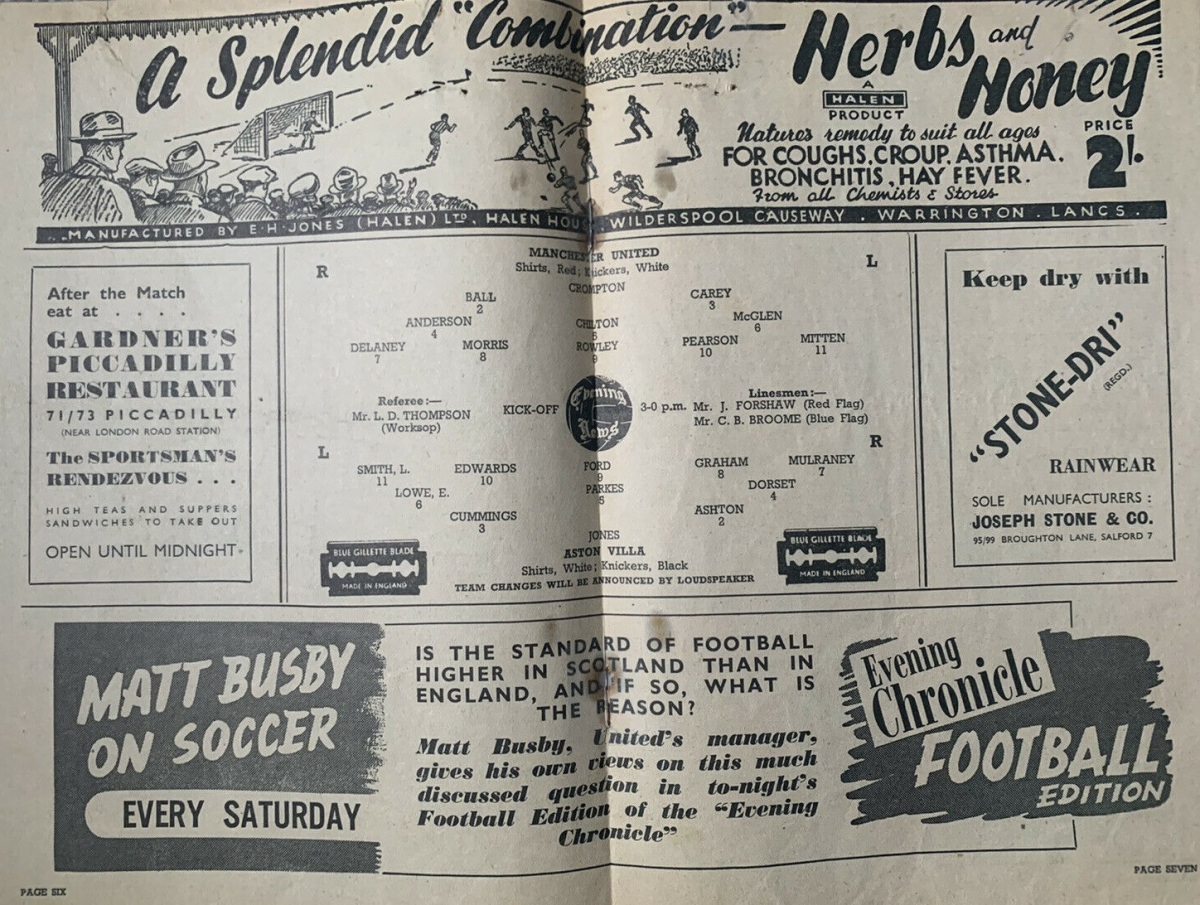 A Splendid "Combination" —
Herbs and
Honey
A
HALEN
PRODUCT
Nature's remedy to suit all ages
FOR COUGHS, CROUP, ASTHMA.
BRONCHITIS, HAY FEVER.
From all Chemists & Stores
PRICE
2/-
MANUFACTURED BY E·H·JONES (HALEN) LTD. HALEN HOUSE WILDERSPOOL CAUSEWAY . WARRINGTON . LANCS .
After the Match
eat at . . . .
GARDNER'S
PICCADILLY
RESTAURANT
71/73 PICCADILLY
(NEAR LONDON ROAD STATION)
The SPORTSMAN'S
RENDEZVOUS . . .
HIGH TEAS AND SUPPERS
SANDWICHES TO TAKE OUT
OPEN UNTIL MIDNIGHT
MANCHESTER UNITED
Shirts, Red; Knickers, White
R L
CROMPTON
BALL CAREY
2 3
ANDERSON CHILTON McGLEN
4 5 6
DELANEY MORRIS ROWLEY PEARSON MITTEN
7 8 9 10 11
Referee:—
Mr. L. D. THOMPSON
(Worksop)
KICK-OFF
Evening
News
3-0 p.m.
Linesmen:—
Mr. J. FORSHAW (Red Flag)
Mr. C. B. BROOME (Blue Flag)
L R
SMITH, L. EDWARDS FORD GRAHAM MULRANEY
11 10 9 8 7
LOWE, E. PARKES DORSET
6 5 4
CUMMINGS ASHTON
3 2
JONES
ASTON VILLA
Shirts, White; Knickers, Black
TEAM CHANGES WILL BE ANNOUNCED BY LOUDSPEAKER
BLUE GILLETTE BLADE
MADE IN ENGLAND
BLUE GILLETTE BLADE
MADE IN ENGLAND
Keep dry with
"STONE-DRI"
(REGD.)
RAINWEAR
SOLE MANUFACTURERS :
JOSEPH STONE & CO.
95/99 BROUGHTON LANE, SALFORD 7
MATT BUSBY
ON SOCCER
EVERY SATURDAY
IS THE STANDARD OF FOOTBALL
HIGHER IN SCOTLAND THAN IN
ENGLAND, AND IF SO, WHAT IS
THE REASON?
Matt Busby, United's manager,
gives his own views on this much
discussed question in to-night's
Football Edition of the "Evening
Chronicle"
Evening
Chronicle
FOOTBALL
EDITION
PAGE SIX
PAGE SEVEN